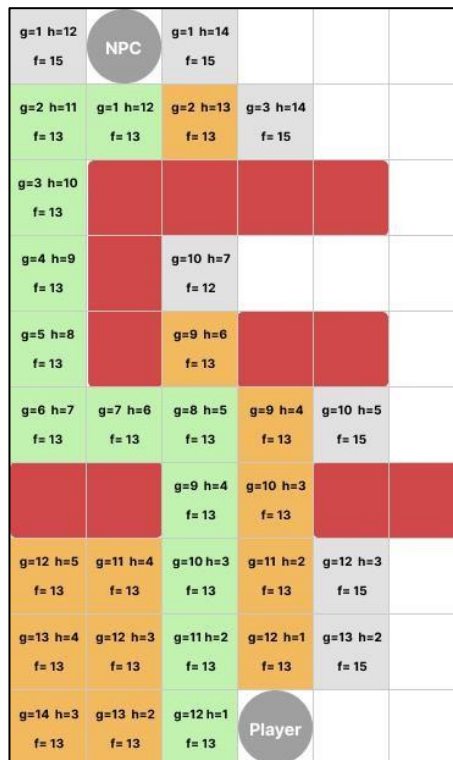 g=1 h=12 NPC g=1 h=14
f= 15 f= 15
g=2 h=11 g=1 h=12 g=2 h=13 g=3 h=14
f= 13 f= 13 f= 13 f= 15
g=3 h=10
f= 13
g=4 h=9 g=10 h=7
f= 13 f= 12
g=5 h=8 g=9 h=6
f= 13 f= 13
g=6 h=7 g=7 h=6 g=8 h=5 g=9 h=4 g=10 h=5
f= 13 f= 13 f= 13 f= 13 f= 15
g=9 h=4 g=10 h=3
f= 13 f= 13
g=12 h=5 g=11 h=4 g=10 h=3 g=11 h=2 g=12 h=3
f= 13 f= 13 f= 13 f= 13 f= 15
g=13 h=4 g=12 h=3 g=11 h=2 g=12 h=1 g=13 h=2
f= 13 f= 13 f= 13 f= 13 f= 15
g=14 h=3 g=13 h=2 g=12 h=1 Player
f= 13 f= 13 f= 13